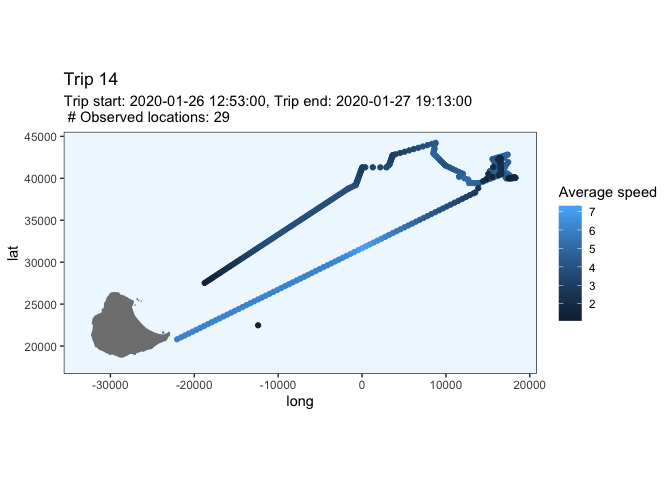 Trip 14
Trip start: 2020-01-26 12:53:00, Trip end: 2020-01-27 19:13:00
# Observed locations: 29
45000
40000
35000
30000
25000
20000
lat
-30000 -20000 -10000 0 10000 20000
long
Average speed
7
6
5
4
3
2